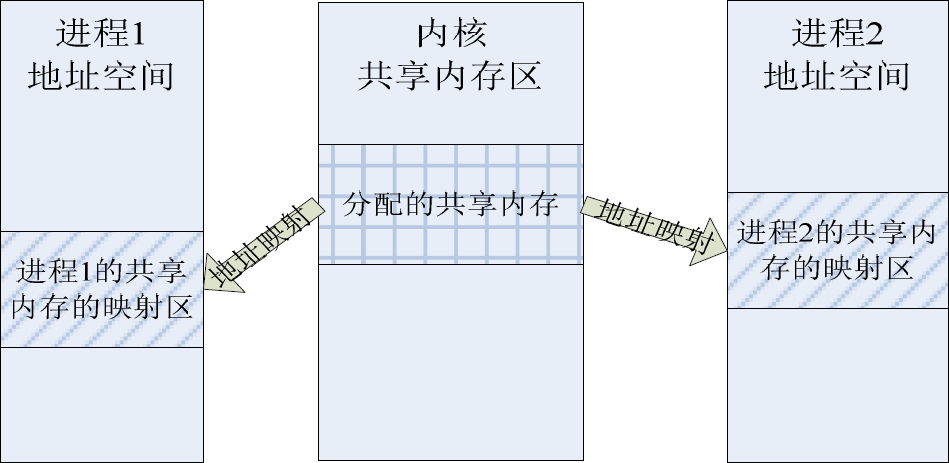 进程1
地址空间
内核
共享内存区
进程2
地址空间
分配的共享内存
地址映射
地址映射
进程1的共享
内存的映射区
进程2的共享内
存的映射区